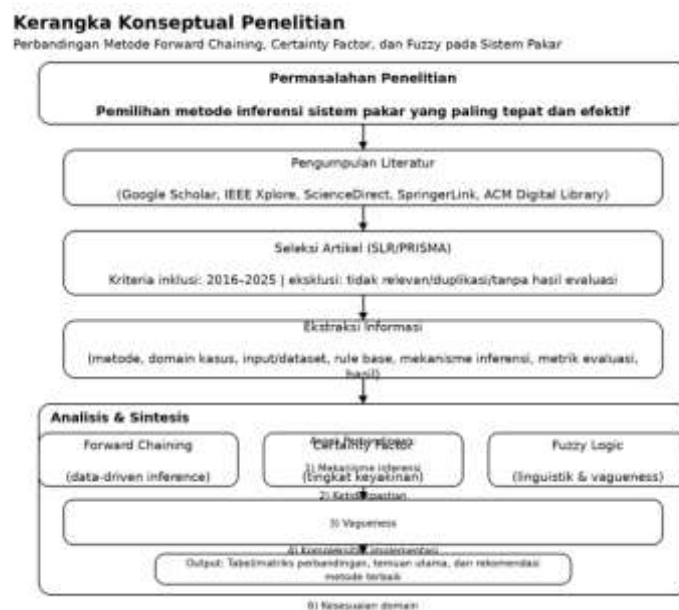 Kerangka Konseptual Penelitian
Perbandingan Metode Forward Chaining, Certainty Factor, dan Fuzzy pada Sistem Pakar
Permasalahan Penelitian
Pemilihan metode inferensi sistem pakar yang paling tepat dan efektif
Pengumpulan Literatur
(Google Scholar, IEEE Xplore, ScienceDirect, SpringerLink, ACM Digital Library)
Seleksi Artikel (SLR/PRISMA)
Kriteria inklusi: 2016–2025 | eksklusi: tidak relevan/duplikasi/tanpa hasil evaluasi
Ekstraksi Informasi
(metode, domain kasus, input/dataset, rule base, mekanisme inferensi, metrik evaluasi,
hasil)
Analisis & Sintesis
Forward Chaining
(data-driven inference)
Certainty Factor
1) Mekanisme inferensi
(tingkat keyakinan)
Fuzzy Logic
(linguistik & vagueness)
2)
3) Vagueness
4) implementasi
Output: Tabel/matriks perbandingan, temuan utama, dan rekomendasi
metode terbaik
6) Kesesuaian domain